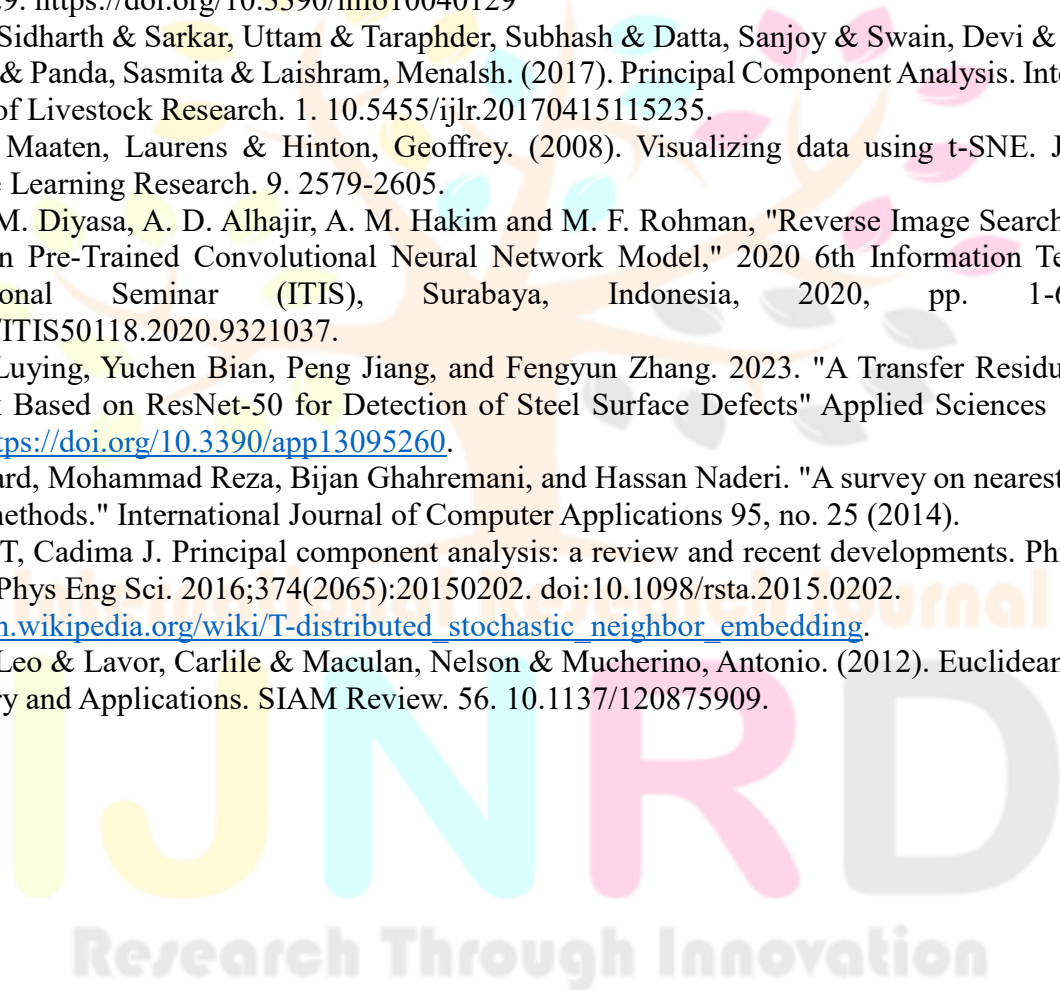 https://doi.org/10.3390/info10040129
Sidharth & Sarkar, Uttam & Taraphder, Subhash & Datta, Sanjoy & Swain, Devi &
& Panda, Sasmita & Laishram, Menalsh. (2017). Principal Component Analysis. Int
of Livestock Research. 1. 10.5455/ijlr.20170415115235.
Maaten, Laurens & Hinton, Geoffrey. (2008). Visualizing data using t-SNE. J
e Learning Research. 9. 2579-2605.
M. Diyasa, A. D. Alhajir, A. M. Hakim and M. F. Rohman, "Reverse Image Search
n Pre-Trained Convolutional Neural Network Model," 2020 6th Information Te
onal Seminar (ITIS), Surabaya, Indonesia, 2020, pp. 1-6
/ITIS50118.2020.9321037.
Luying, Yuchen Bian, Peng Jiang, and Fengyun Zhang. 2023. "A Transfer Residu
k Based on ResNet-50 for Detection of Steel Surface Defects" Applied Sciences
tps://doi.org/10.3390/app13095260.
ard, Mohammad Reza, Bijan Ghahremani, and Hassan Naderi. "A survey on nearest
methods." International Journal of Computer Applications 95, no. 25 (2014).
T, Cadima J. Principal component analysis: a review and recent developments. Ph
Phys Eng Sci. 2016;374(2065):20150202. doi:10.1098/rsta.2015.0202.
n.wikipedia.org/wiki/T-distributed_stochastic_neighbor_embedding.
Leo & Lavor, Carlile & Maculan, Nelson & Mucherino, Antonio. (2012). Euclidean
ry and Applications. SIAM Review. 56. 10.1137/120875909.
Research Journal
IJNRD
Research Through Innovation